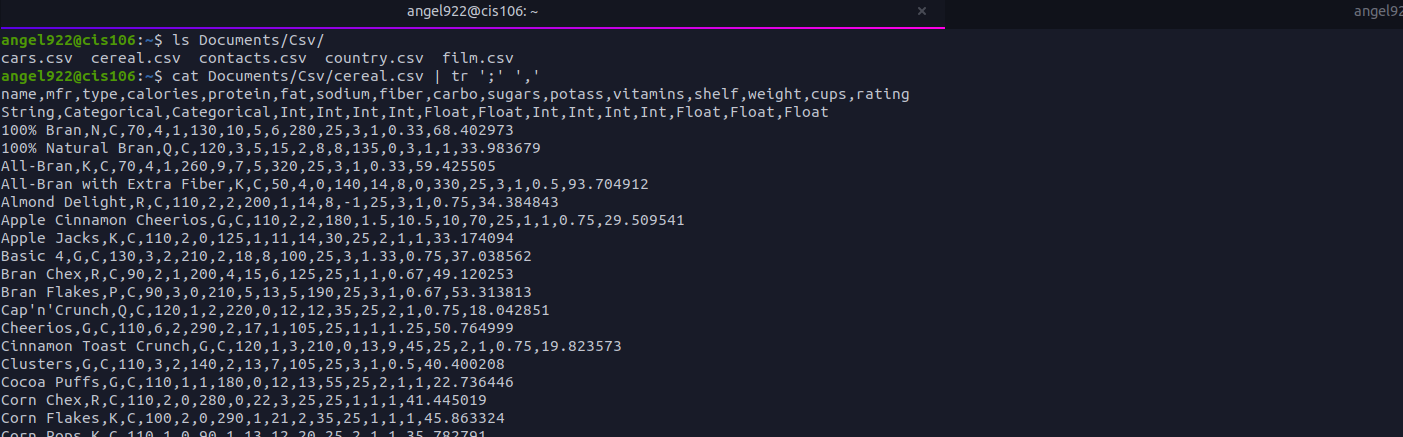 angel922@cis106: ~ × angel92
angel922@cis106:~$ ls Documents/Csv/
cars.csv  cereal.csv  contacts.csv  country.csv  film.csv
angel922@cis106:~$ cat Documents/Csv/cereal.csv | tr ';' ','
name,mfr,type,calories,protein,fat,sodium,fiber,carbo,sugars,potass,vitamins,shelf,weight,cups,rating
String,Categorical,Categorical,Int,Int,Int,Int,Float,Float,Int,Int,Int,Int,Float,Float,Float
100% Bran,N,C,70,4,1,130,10,5,6,280,25,3,1,0.33,68.402973
100% Natural Bran,Q,C,120,3,5,15,2,8,8,135,0,3,1,1,33.983679
All-Bran,K,C,70,4,1,260,9,7,5,320,25,3,1,0.33,59.425505
All-Bran with Extra Fiber,K,C,50,4,0,140,14,8,0,330,25,3,1,0.5,93.704912
Almond Delight,R,C,110,2,2,200,1,14,8,-1,25,3,1,0.75,34.384843
Apple Cinnamon Cheerios,G,C,110,2,2,180,1.5,10.5,10,70,25,1,1,0.75,29.509541
Apple Jacks,K,C,110,2,0,125,1,11,14,30,25,2,1,1,33.174094
Basic 4,G,C,130,3,2,210,2,18,8,100,25,3,1.33,0.75,37.038562
Bran Chex,R,C,90,2,1,200,4,15,6,125,25,1,1,0.67,49.120253
Bran Flakes,P,C,90,3,0,210,5,13,5,190,25,3,1,0.67,53.313813
Cap'n'Crunch,Q,C,120,1,2,220,0,12,12,35,25,2,1,0.75,18.042851
Cheerios,G,C,110,6,2,290,2,17,1,105,25,1,1,1.25,50.764999
Cinnamon Toast Crunch,G,C,120,1,3,210,0,13,9,45,25,2,1,0.75,19.823573
Clusters,G,C,110,3,2,140,2,13,7,105,25,3,1,0.5,40.400208
Cocoa Puffs,G,C,110,1,1,180,0,12,13,55,25,2,1,1,22.736446
Corn Chex,R,C,110,2,0,280,0,22,3,25,25,1,1,1,41.445019
Corn Flakes,K,C,100,2,0,290,1,21,2,35,25,1,1,1,45.863324
Corn Pops,K,C,110,1,0,90,1,13,12,20,25,2,1,1,35.782791